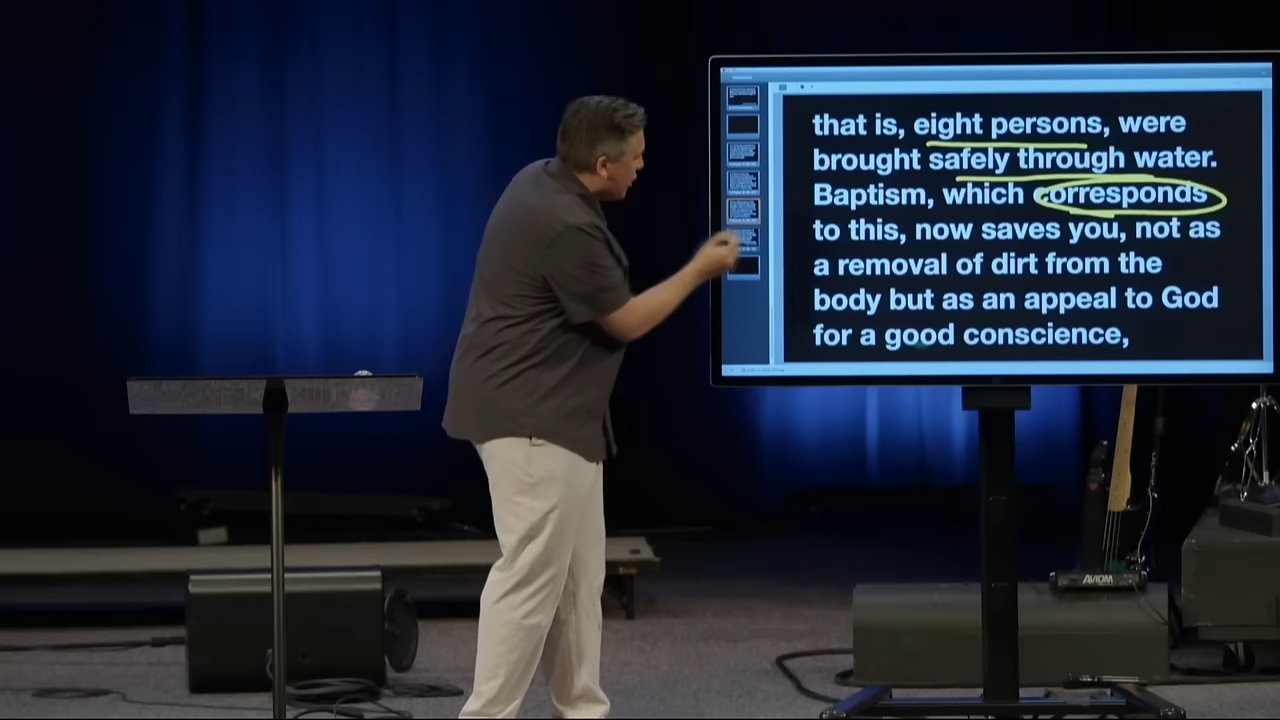 that is, eight persons, were
brought safely through water.
Baptism, which corresponds
to this, now saves you, not as
a removal of dirt from the
body but as an appeal to God
for a good conscience,
AVIOM